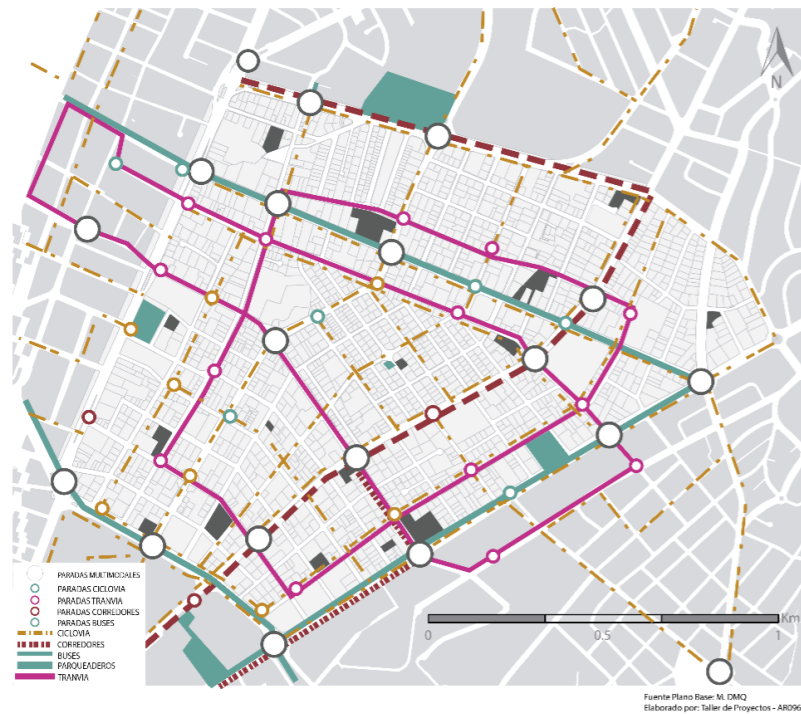 N
PARADAS MULTIMODALES
PARADAS CICLOVIA
PARADAS TRANVIA
PARADAS CORREDORES
PARADAS BUSES
CICLOVIA
CORREDORES
BUSES
PARQUEADEROS
TRANVIA
Km
0 0.5 1
Fuente Plano Base: M. DMQ
Elaborado por: Taller de Proyectos - AR096